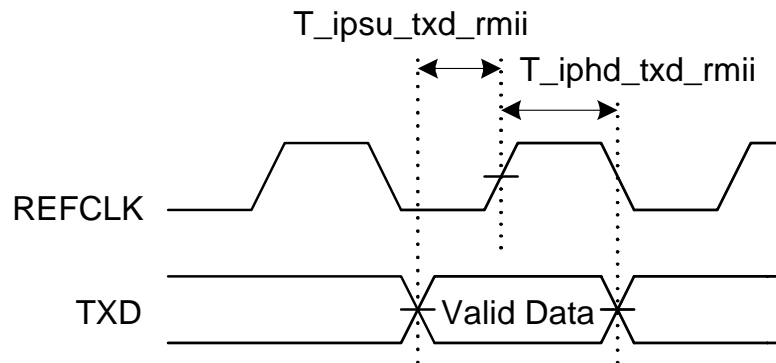 T_ipsu_txd_rmii
T_iphd_txd_rmii
REFCLK
TXD
Valid Data